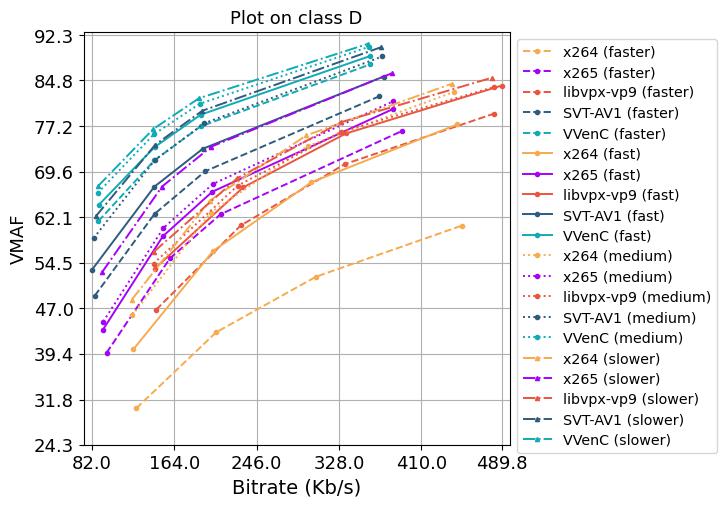 Plot on class D
92.3
84.8
77.2
69.6
62.1
54.5
47.0
39.4
31.8
24.3
VMAF
82.0 164.0 246.0 328.0 410.0 489.8
Bitrate (Kb/s)
x264 (faster)
x265 (faster)
libvpx-vp9 (faster)
SVT-AV1 (faster)
VVenC (faster)
x264 (fast)
x265 (fast)
libvpx-vp9 (fast)
SVT-AV1 (fast)
VVenC (fast)
x264 (medium)
x265 (medium)
libvpx-vp9 (medium)
SVT-AV1 (medium)
VVenC (medium)
x264 (slower)
x265 (slower)
libvpx-vp9 (slower)
SVT-AV1 (slower)
VVenC (slower)